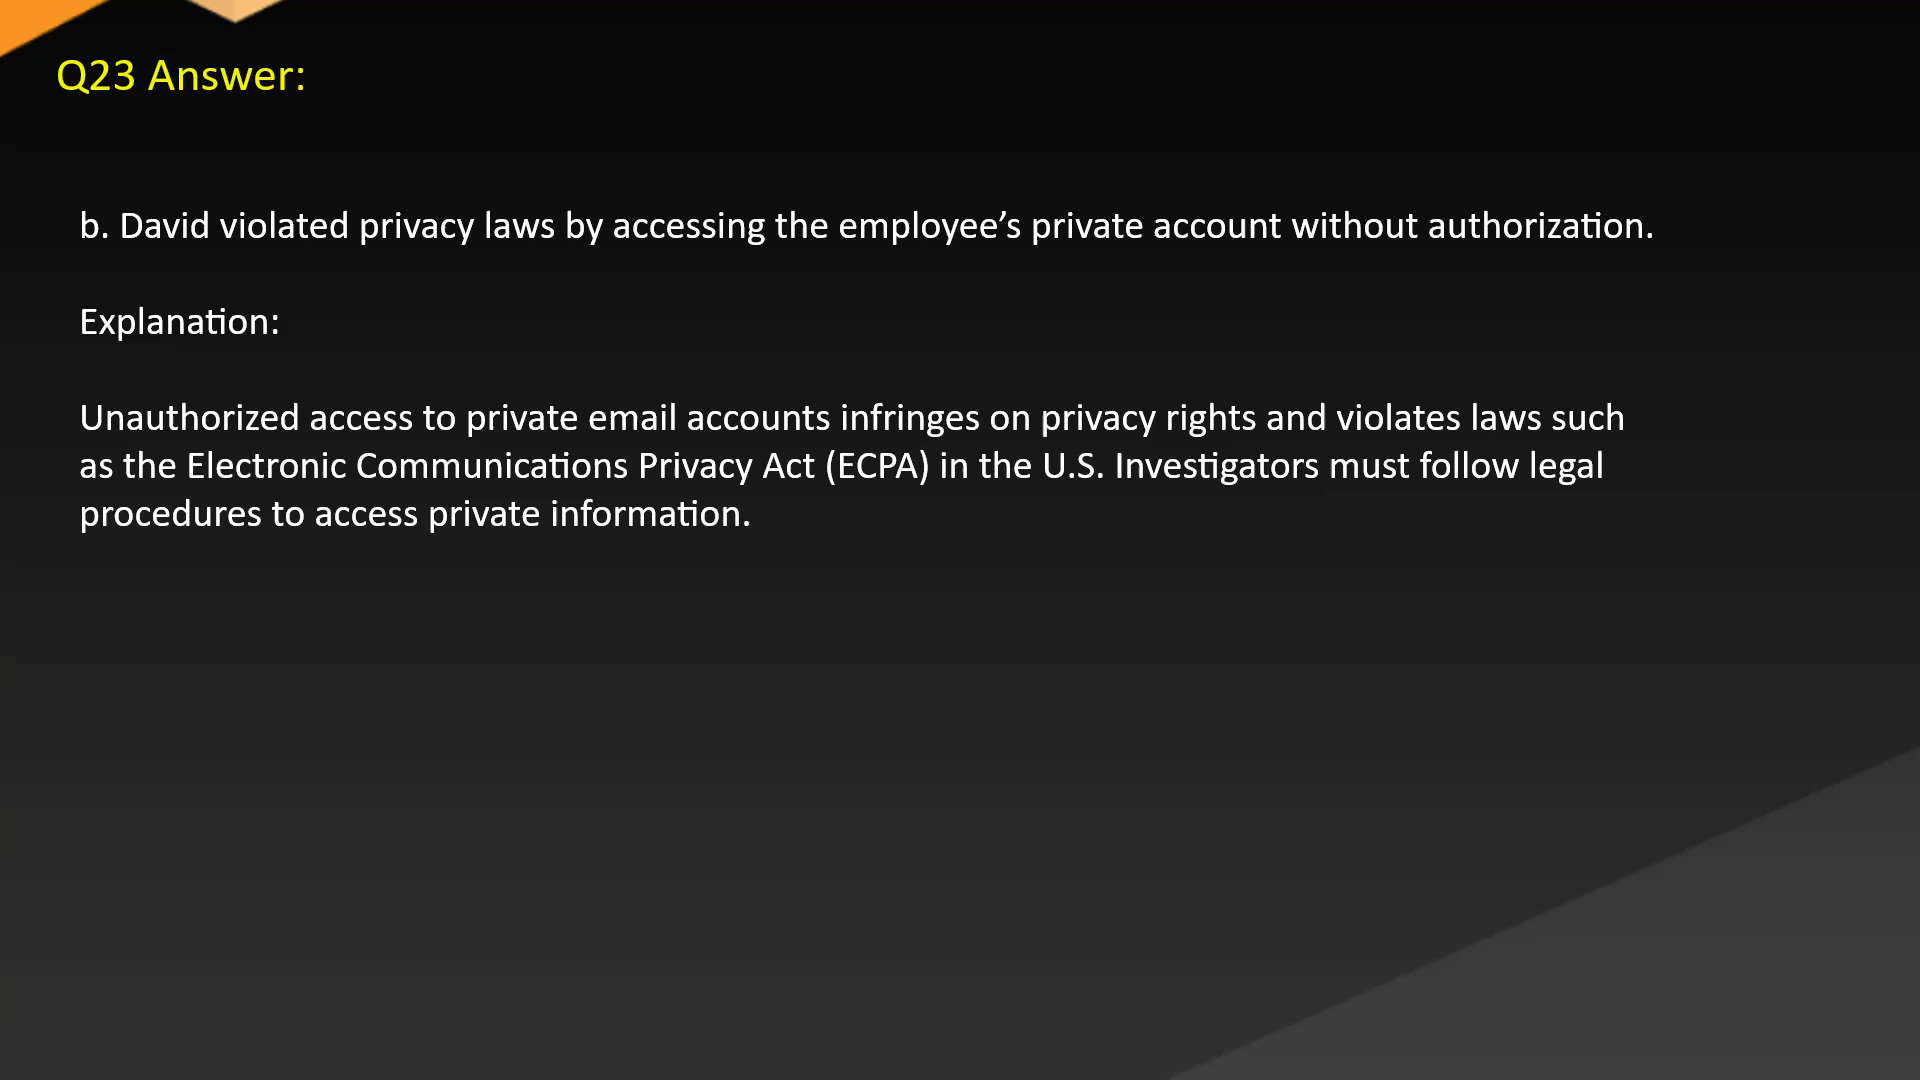 Q23 Answer:
b. David violated privacy laws by accessing the employee’s private account without authorization.
Explanation:
Unauthorized access to private email accounts infringes on privacy rights and violates laws such
as the Electronic Communications Privacy Act (ECPA) in the U.S. Investigators must follow legal
procedures to access private information.